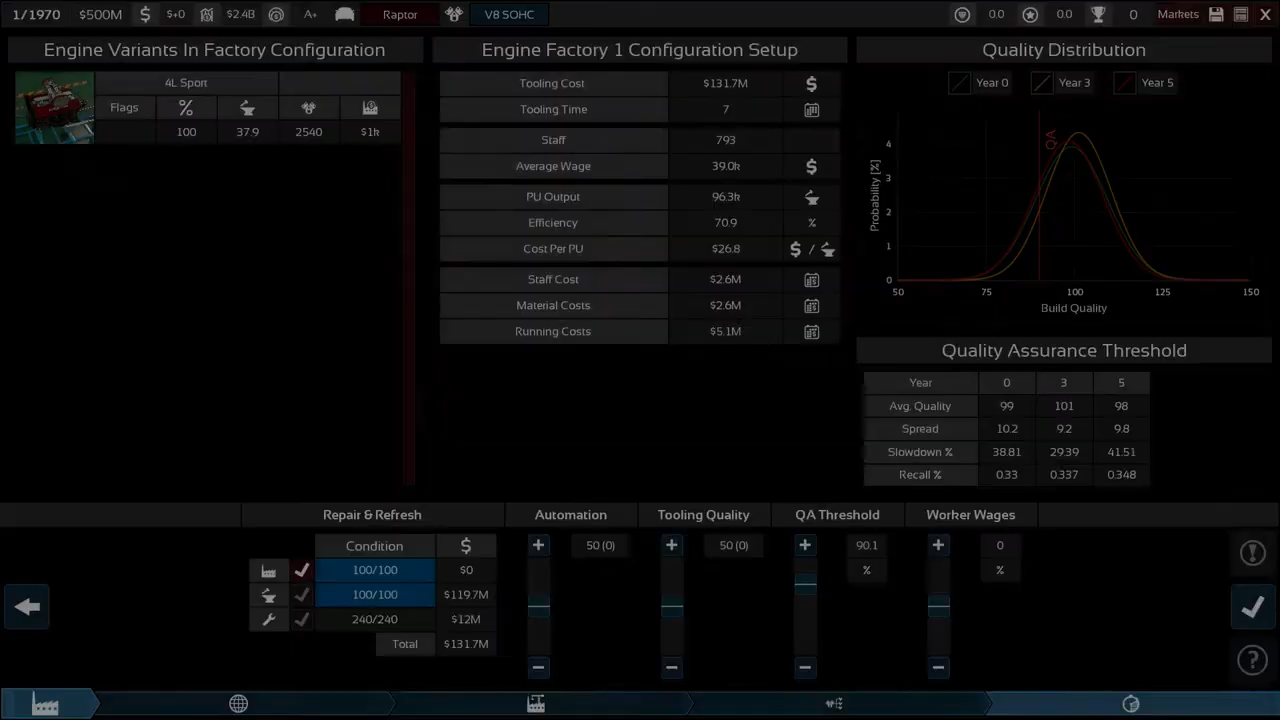 1/1970 $500M $+0 $2.4B A+ Raptor V8 SOHC 0.0 0.0 0 Markets
Engine Variants In Factory Configuration
4L Sport
Flags %
100 37.9 2540 $1k
Engine Factory 1 Configuration Setup
Tooling Cost $131.7M $
Tooling Time 7
Staff 793
Average Wage 39.0k $
PU Output 96.3k
Efficiency 70.9 %
Cost Per PU $26.8 $ /
Staff Cost $2.6M
Material Costs $2.6M
Running Costs $5.1M
Quality Distribution
Year 0 Year 3 Year 5
QA
Probability [%]
4
3
2
1
0
50 75 100 125 150
Build Quality
Quality Assurance Threshold
Year 0 3 5
Avg. Quality 99 101 98
Spread 10.2 9.2 9.8
Slowdown % 38.81 29.39 41.51
Recall % 0.33 0.337 0.348
Repair & Refresh Automation Tooling Quality QA Threshold Worker Wages
Condition $
100/100 $0
100/100 $119.7M
240/240 $12M
Total $131.7M
+ 50 (0)
−
+ 50 (0)
−
+ 90.1
%
−
+ 0
%
−
!
?